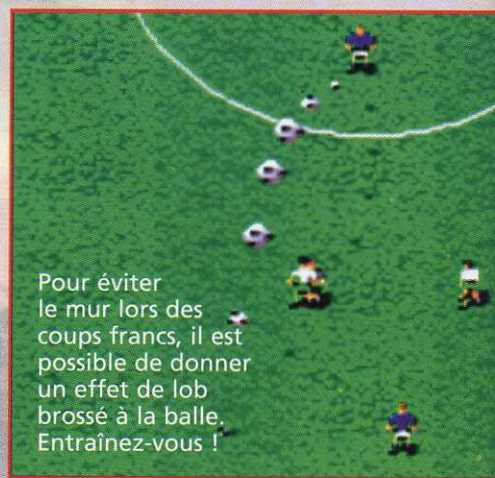 Pour éviter
le mur lors des
coups francs, il est
possible de donner
un effet de lob
brossé à la balle.
Entraînez-vous !